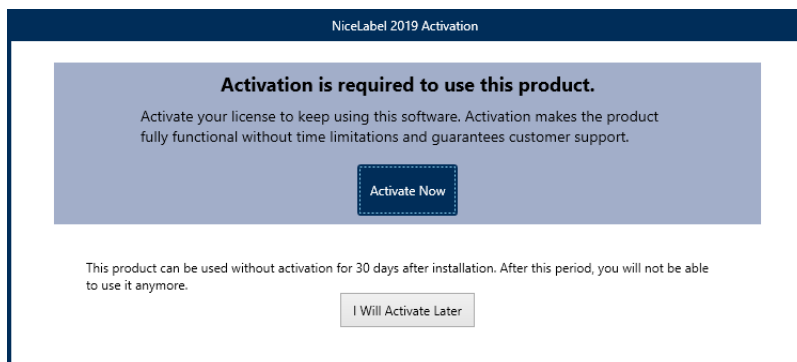 NiceLabel 2019 Activation
Activation is required to use this product.
Activate your license to keep using this software. Activation makes the product
fully functional without time limitations and guarantees customer support.
Activate Now
This product can be used without activation for 30 days after installation. After this period, you will not be able
to use it anymore.
I Will Activate Later